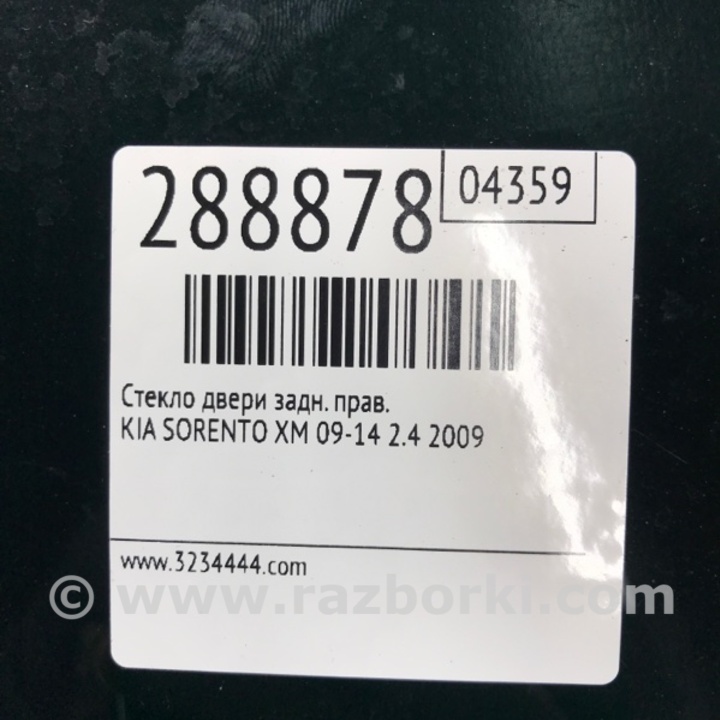 288878
04359
Стекло двери задн. прав.
KIA SORENTO XM 09-14 2.4 2009
www.3234444.com
© www.razborki.com